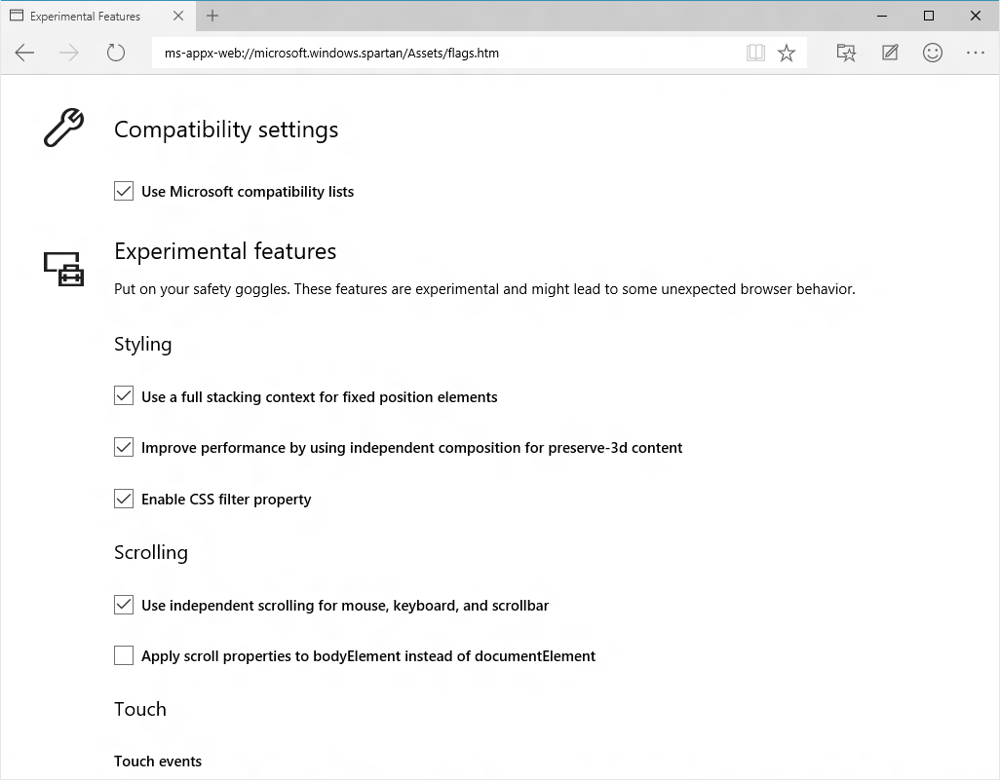 Experimental Features
ms-appx-web://microsoft.windows.spartan/Assets/flags.htm
Compatibility settings
Use Microsoft compatibility lists
Experimental features
Put on your safety goggles. These features are experimental and might lead to some unexpected browser behavior.
Styling
Use a full stacking context for fixed position elements
Improve performance by using independent composition for preserve-3d content
Enable CSS filter property
Scrolling
Use independent scrolling for mouse, keyboard, and scrollbar
Apply scroll properties to bodyElement instead of documentElement
Touch
Touch events